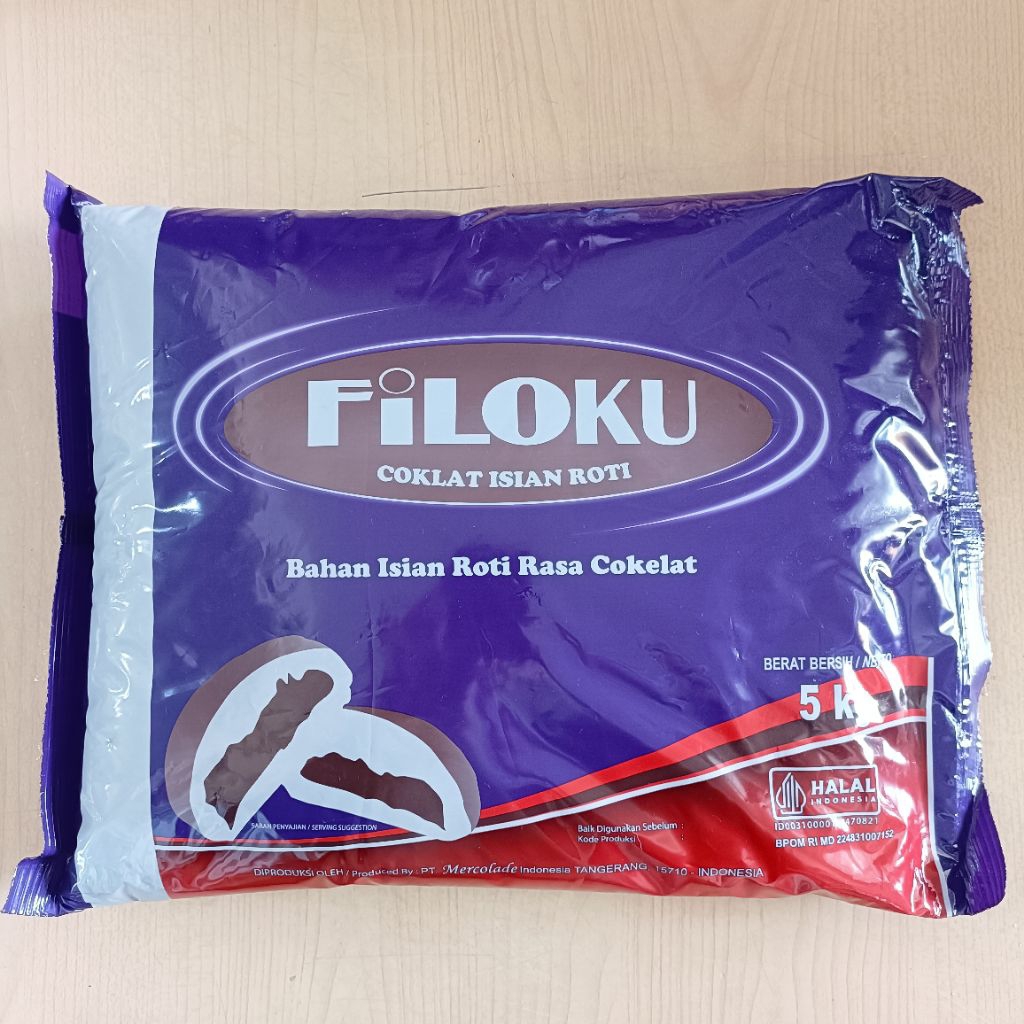 FiLOKU
COKLAT ISIAN ROTI
Bahan Isian Roti Rasa Cokelat
BERAT BERSIH / NETTO
5 kg
HALAL
INDONESIA
BPOM RI MD 224831007152
SARAN PENYAJIAN / SERVING SUGGESTION
Baik Digunakan Sebelum :
Kode Produksi
DIPRODUKSI OLEH / Produced By : PT. Mercolade Indonesia TANGERANG, 15710 - INDONESIA